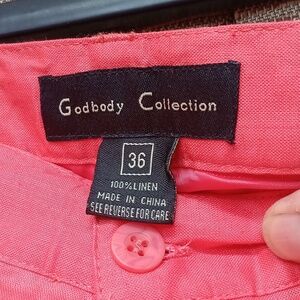 Godbody Collection
36
100% LINEN
MADE IN CHINA
SEE REVERSE FOR CARE